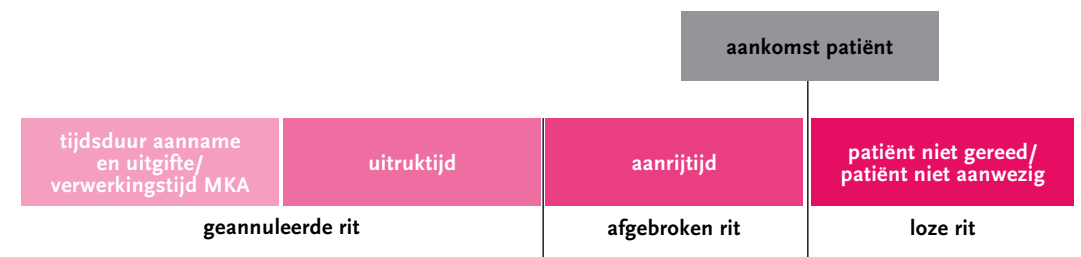 aankomst patiënt
tijdsduur aanname
en uitgifte/
verwerkingstijd MKA
uitruktijd
aanrijtijd
patiënt niet gereed/
patiënt niet aanwezig
geannuleerde rit
afgebroken rit
loze rit